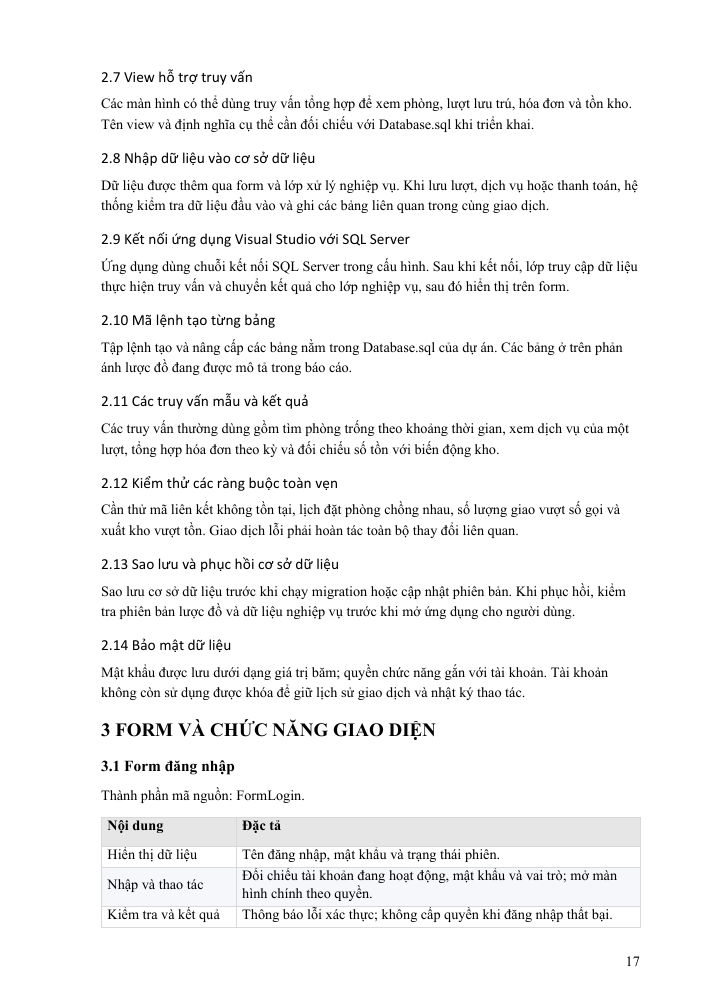 2.7 View hỗ trợ truy vấn
Các màn hình có thể dùng truy vấn tổng hợp để xem phòng, lượt lưu trú, hóa đơn và tồn kho.
Tên view và định nghĩa cụ thể cần đối chiếu với Database.sql khi triển khai.
2.8 Nhập dữ liệu vào cơ sở dữ liệu
Dữ liệu được thêm qua form và lớp xử lý nghiệp vụ. Khi lưu lượt, dịch vụ hoặc thanh toán, hệ
thống kiểm tra dữ liệu đầu vào và ghi các bảng liên quan trong cùng giao dịch.
2.9 Kết nối ứng dụng Visual Studio với SQL Server
Ứng dụng dùng chuỗi kết nối SQL Server trong cấu hình. Sau khi kết nối, lớp truy cập dữ liệu
thực hiện truy vấn và chuyển kết quả cho lớp nghiệp vụ, sau đó hiển thị trên form.
2.10 Mã lệnh tạo từng bảng
Tập lệnh tạo và nâng cấp các bảng nằm trong Database.sql của dự án. Các bảng ở trên phản
ánh lược đồ đang được mô tả trong báo cáo.
2.11 Các truy vấn mẫu và kết quả
Các truy vấn thường dùng gồm tìm phòng trống theo khoảng thời gian, xem dịch vụ của một
lượt, tổng hợp hóa đơn theo kỳ và đối chiếu số tồn với biến động kho.
2.12 Kiểm thử các ràng buộc toàn vẹn
Cần thử mã liên kết không tồn tại, lịch đặt phòng chồng nhau, số lượng giao vượt số gọi và
xuất kho vượt tồn. Giao dịch lỗi phải hoàn tác toàn bộ thay đổi liên quan.
2.13 Sao lưu và phục hồi cơ sở dữ liệu
Sao lưu cơ sở dữ liệu trước khi chạy migration hoặc cập nhật phiên bản. Khi phục hồi, kiểm
tra phiên bản lược đồ và dữ liệu nghiệp vụ trước khi mở ứng dụng cho người dùng.
2.14 Bảo mật dữ liệu
Mật khẩu được lưu dưới dạng giá trị băm; quyền chức năng gắn với tài khoản. Tài khoản
không còn sử dụng được khóa để giữ lịch sử giao dịch và nhật ký thao tác.
3 FORM VÀ CHỨC NĂNG GIAO DIỆN
3.1 Form đăng nhập
Thành phần mã nguồn: FormLogin.
Nội dung Đặc tả
Hiển thị dữ liệu Tên đăng nhập, mật khẩu và trạng thái phiên.
Nhập và thao tác Đối chiếu tài khoản đang hoạt động, mật khẩu và vai trò; mở màn
hình chính theo quyền.
Kiểm tra và kết quả Thông báo lỗi xác thực; không cấp quyền khi đăng nhập thất bại.
17